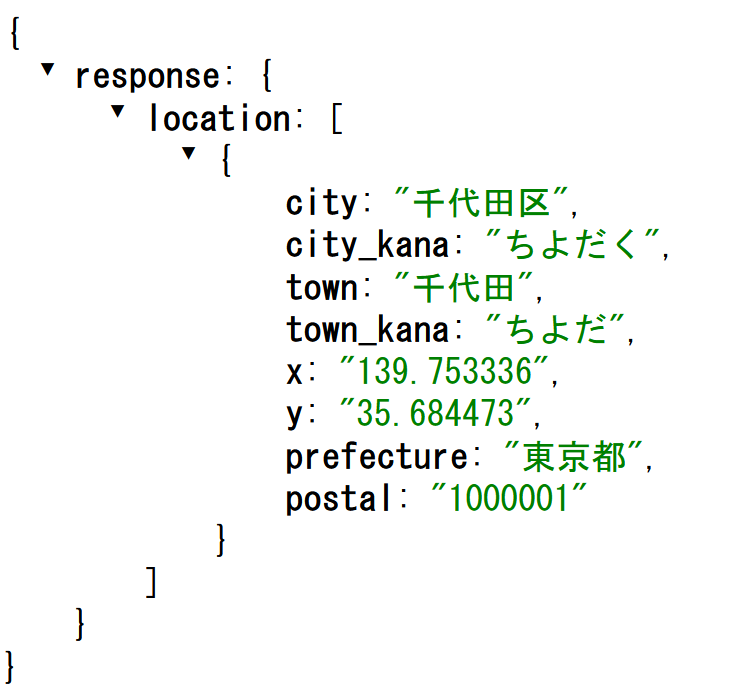 {
response: {
location: [
{
city: "千代田区",
city_kana: "ちよだく",
town: "千代田",
town_kana: "ちよだ",
x: "139.753336",
y: "35.684473",
prefecture: "東京都",
postal: "1000001"
}
]
}
}